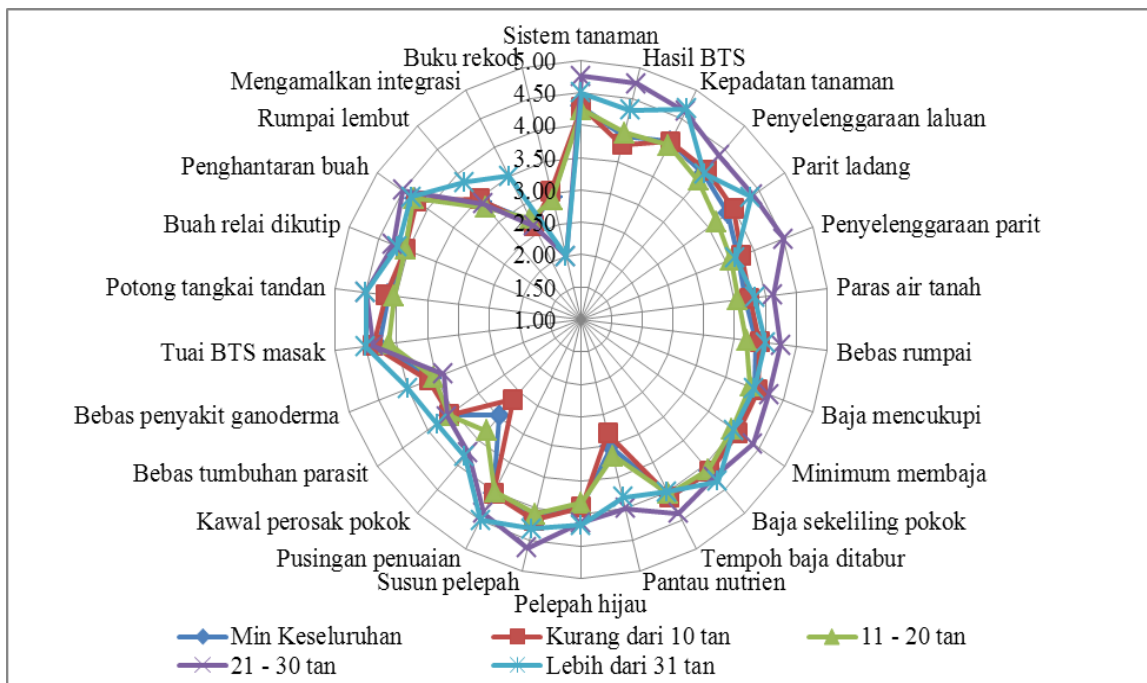 Sistem tanaman
Hasil BTS
Kepadatan tanaman
Penyelenggaraan laluan
Parit ladang
Penyelenggaraan parit
Paras air tanah
Bebas rumpai
Baja mencukupi
Minimum membaja
Baja sekeliling pokok
Tempoh baja ditabur
Pantau nutrien
Pelepah hijau
Susun pelepah
Pusingan penuaian
Kawal perosak pokok
Bebas tumbuhan parasit
Bebas penyakit ganoderma
Tuai BTS masak
Potong tangkai tandan
Buah relai dikutip
Penghantaran buah
Rumpai lembut
Mengamalkan integrasi
Buku rekod
5.00
4.50
4.00
3.50
3.00
2.50
2.00
1.50
1.00
Min Keseluruhan
Kurang dari 10 tan
11 - 20 tan
21 - 30 tan
Lebih dari 31 tan